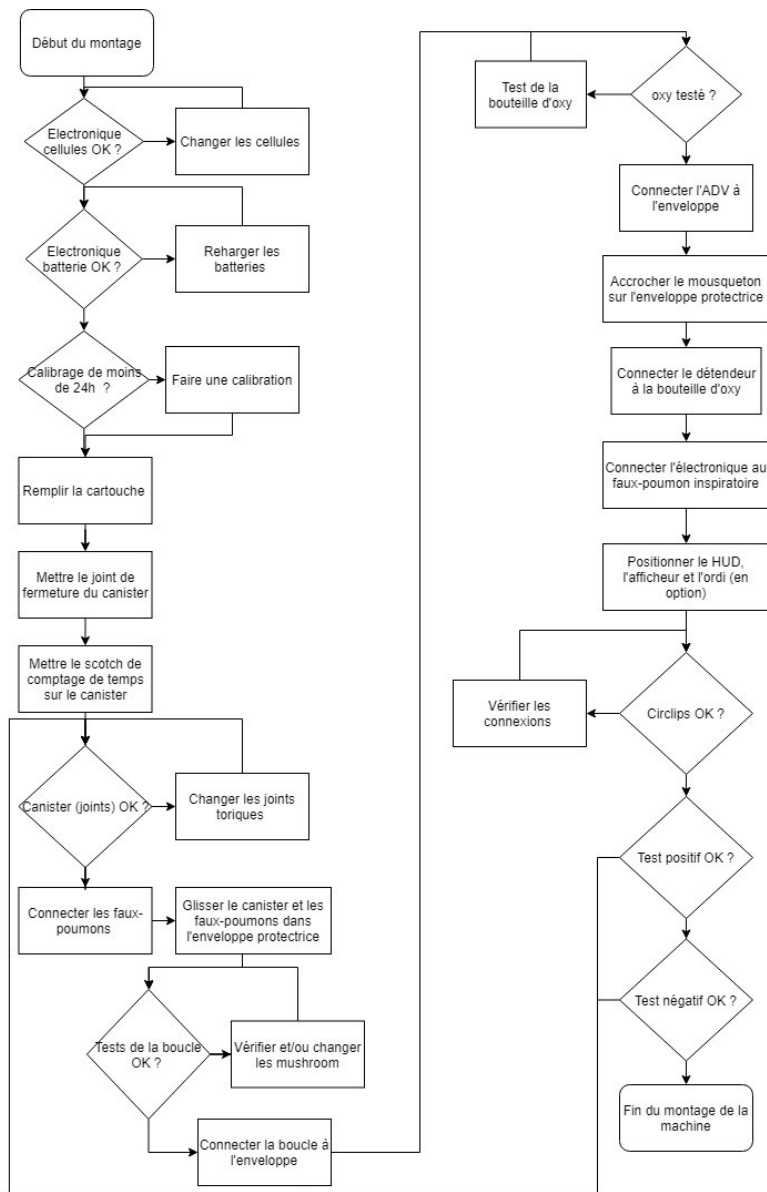 Début du montage
Electronique
cellules OK ?
Changer les cellules
Electronique
batterie OK ?
Reharger les
batteries
Calibrage de moins
de 24h ?
Faire une calibration
Remplir la cartouche
Mettre le joint de
fermeture du canister
Mettre le scotch de
comptage de temps
sur le canister
Canister (joints) OK ?
Changer les joints
toriques
Connecter les faux-
poumons
Glisser le canister et les
faux-poumons dans
l'enveloppe protectrice
Tests de la boucle
OK ?
Vérifier et/ou changer
les mushroom
Connecter la boucle à
l'enveloppe
oxy testé ?
Test de la
bouteille d'oxy
Connecter l'ADV à
l'enveloppe
Accrocher le mousqueton
sur l'enveloppe protectrice
Connecter le détendeur
à la bouteille d'oxy
Connecter l'électronique au
faux-poumon inspiratoire
Positionner le HUD,
l'afficheur et l'ordi (en
option)
Circlips OK ?
Vérifier les
connexions
Test positif OK ?
Test négatif OK ?
Fin du montage de la
machine